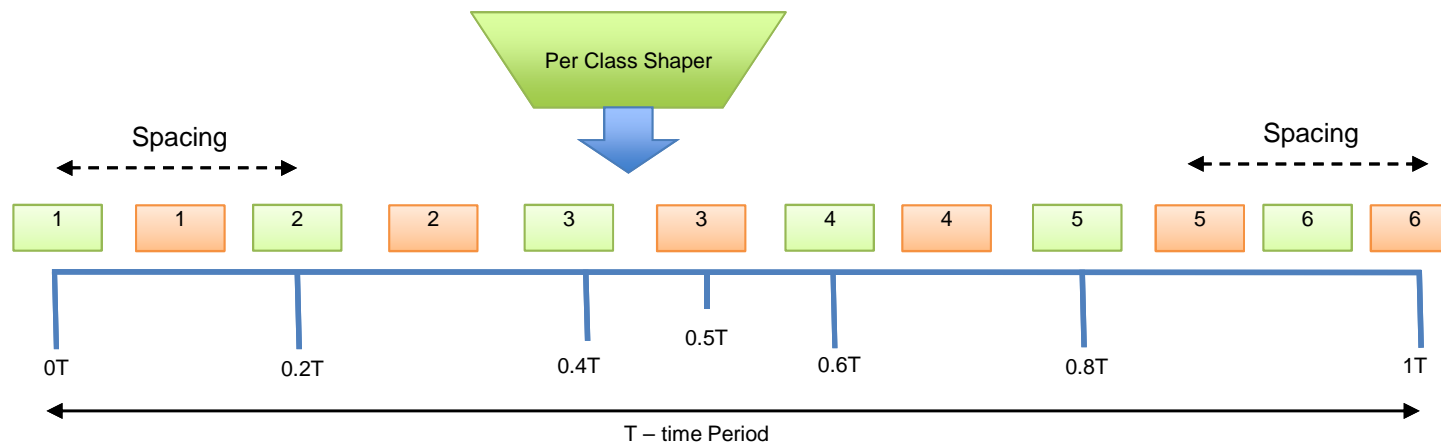 Per Class Shaper
Spacing
Spacing
1 1 2 2 3 3 4 4 5 5 6 6
0.5T
0T 0.2T 0.4T 0.6T 0.8T 1T
T – time Period